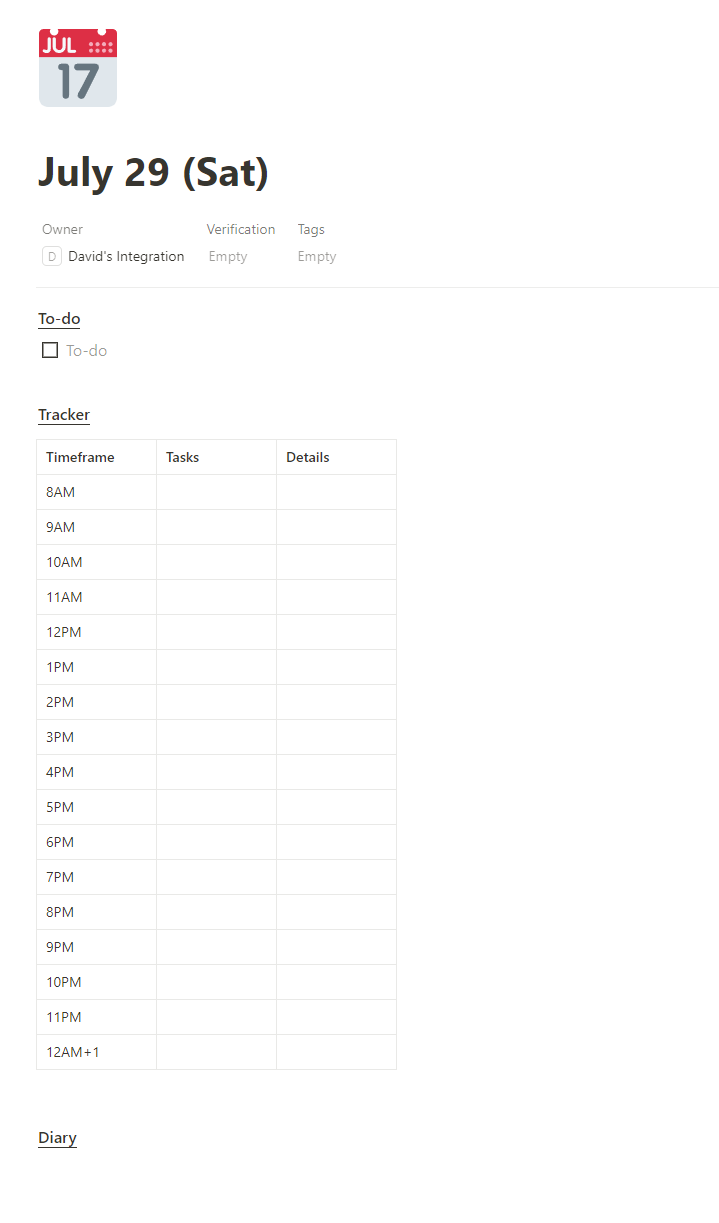 JUL
17
July 29 (Sat)
Owner Verification Tags
D David's Integration Empty Empty
To-do
To-do
Tracker
Timeframe Tasks Details
8AM
9AM
10AM
11AM
12PM
1PM
2PM
3PM
4PM
5PM
6PM
7PM
8PM
9PM
10PM
11PM
12AM+1
Diary